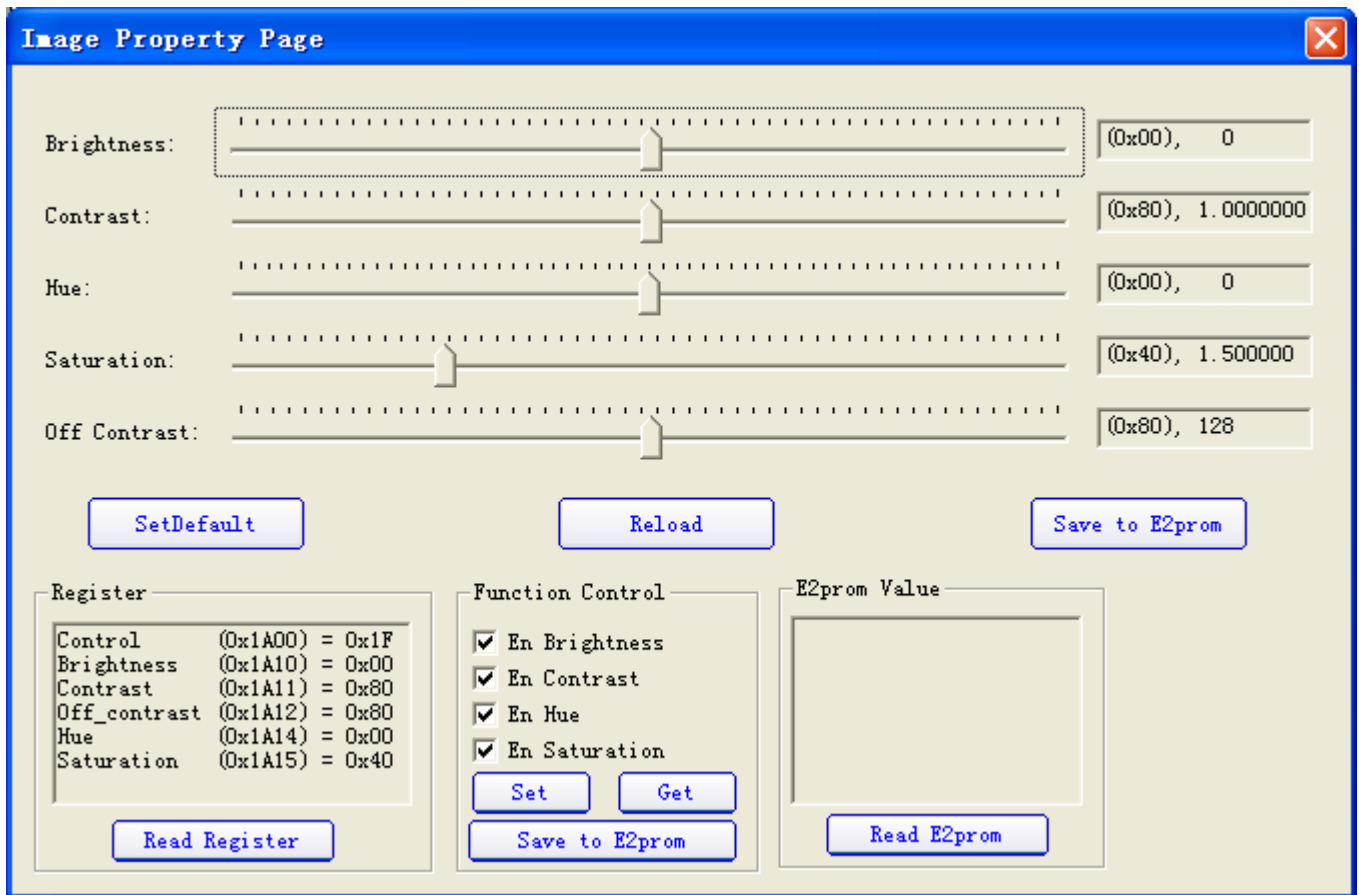 Image Property Page
Brightness: (0x00), 0
Contrast: (0x80), 1.0000000
Hue: (0x00), 0
Saturation: (0x40), 1.500000
Off Contrast: (0x80), 128
SetDefault Reload Save to E2prom
Register
Control (0x1A00) = 0x1F
Brightness (0x1A10) = 0x00
Contrast (0x1A11) = 0x80
Off_contrast (0x1A12) = 0x80
Hue (0x1A14) = 0x00
Saturation (0x1A15) = 0x40
Read Register
Function Control
En Brightness
En Contrast
En Hue
En Saturation
Set Get
Save to E2prom
E2prom Value
Read E2prom